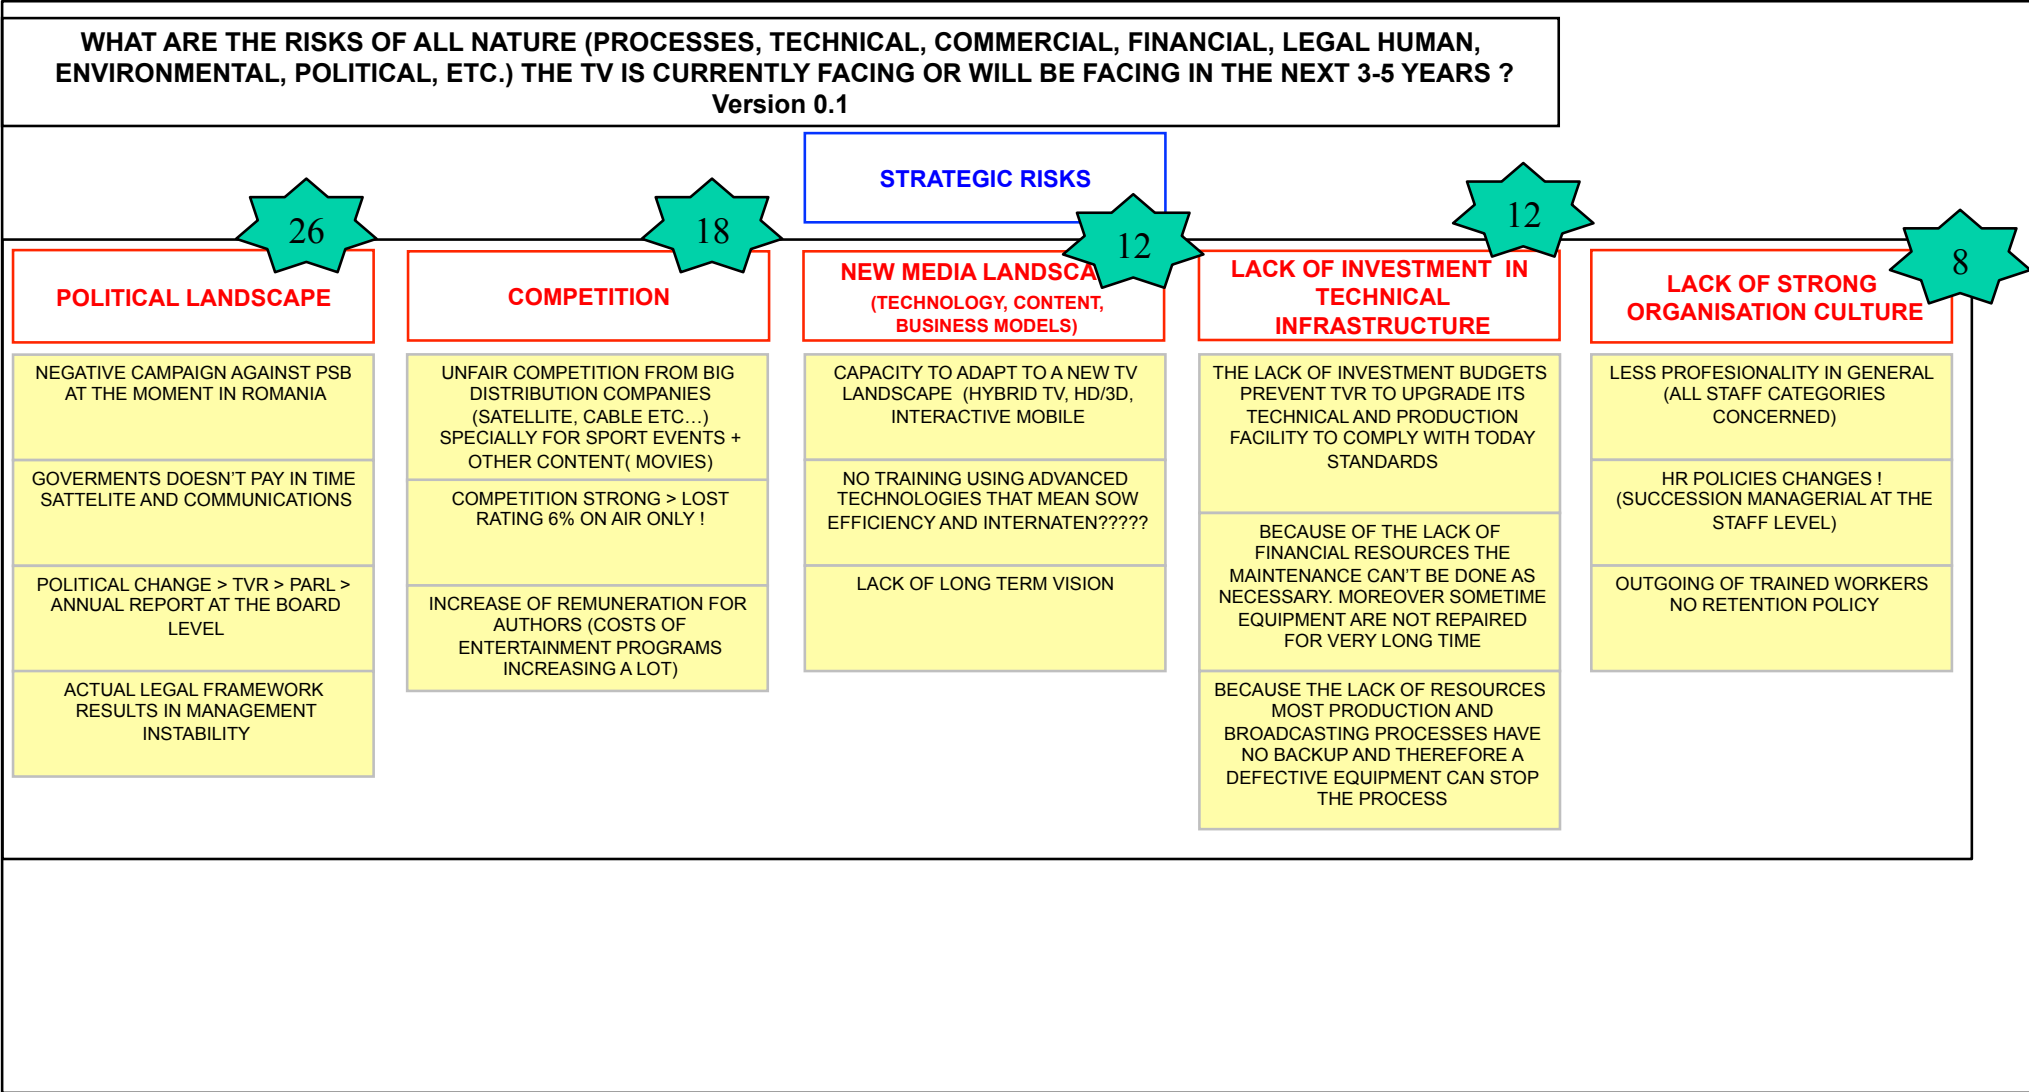 WHAT ARE THE RISKS OF ALL NATURE (PROCESSES, TECHNICAL, COMMERCIAL, FINANCIAL, LEGAL HUMAN,
ENVIRONMENTAL, POLITICAL, ETC.) THE TV IS CURRENTLY FACING OR WILL BE FACING IN THE NEXT 3-5 YEARS ?
Version 0.1
STRATEGIC RISKS
26
POLITICAL LANDSCAPE
NEGATIVE CAMPAIGN AGAINST PSB
AT THE MOMENT IN ROMANIA
GOVERMENTS DOESN'T PAY IN TIME
SATTELITE AND COMMUNICATIONS
POLITICAL CHANGE > TVR > PARL >
ANNUAL REPORT AT THE BOARD
LEVEL
ACTUAL LEGAL FRAMEWORK
RESULTS IN MANAGEMENT
INSTABILITY
18
COMPETITION
UNFAIR COMPETITION FROM BIG
DISTRIBUTION COMPANIES
(SATELLITE, CABLE ETC…)
SPECIALLY FOR SPORT EVENTS +
OTHER CONTENT( MOVIES)
COMPETITION STRONG > LOST
RATING 6% ON AIR ONLY !
INCREASE OF REMUNERATION FOR
AUTHORS (COSTS OF
ENTERTAINMENT PROGRAMS
INCREASING A LOT)
12
NEW MEDIA LANDSCA
(TECHNOLOGY, CONTENT,
BUSINESS MODELS)
CAPACITY TO ADAPT TO A NEW TV
LANDSCAPE (HYBRID TV, HD/3D,
INTERACTIVE MOBILE
NO TRAINING USING ADVANCED
TECHNOLOGIES THAT MEAN SOW
EFFICIENCY AND INTERNATEN?????
LACK OF LONG TERM VISION
12
LACK OF INVESTMENT IN
TECHNICAL
INFRASTRUCTURE
THE LACK OF INVESTMENT BUDGETS
PREVENT TVR TO UPGRADE ITS
TECHNICAL AND PRODUCTION
FACILITY TO COMPLY WITH TODAY
STANDARDS
BECAUSE OF THE LACK OF
FINANCIAL RESOURCES THE
MAINTENANCE CAN'T BE DONE AS
NECESSARY. MOREOVER SOMETIME
EQUIPMENT ARE NOT REPAIRED
FOR VERY LONG TIME
BECAUSE THE LACK OF RESOURCES
MOST PRODUCTION AND
BROADCASTING PROCESSES HAVE
NO BACKUP AND THEREFORE A
DEFECTIVE EQUIPMENT CAN STOP
THE PROCESS
8
LACK OF STRONG
ORGANISATION CULTURE
LESS PROFESIONALITY IN GENERAL
(ALL STAFF CATEGORIES
CONCERNED)
HR POLICIES CHANGES !
(SUCCESSION MANAGERIAL AT THE
STAFF LEVEL)
OUTGOING OF TRAINED WORKERS
NO RETENTION POLICY